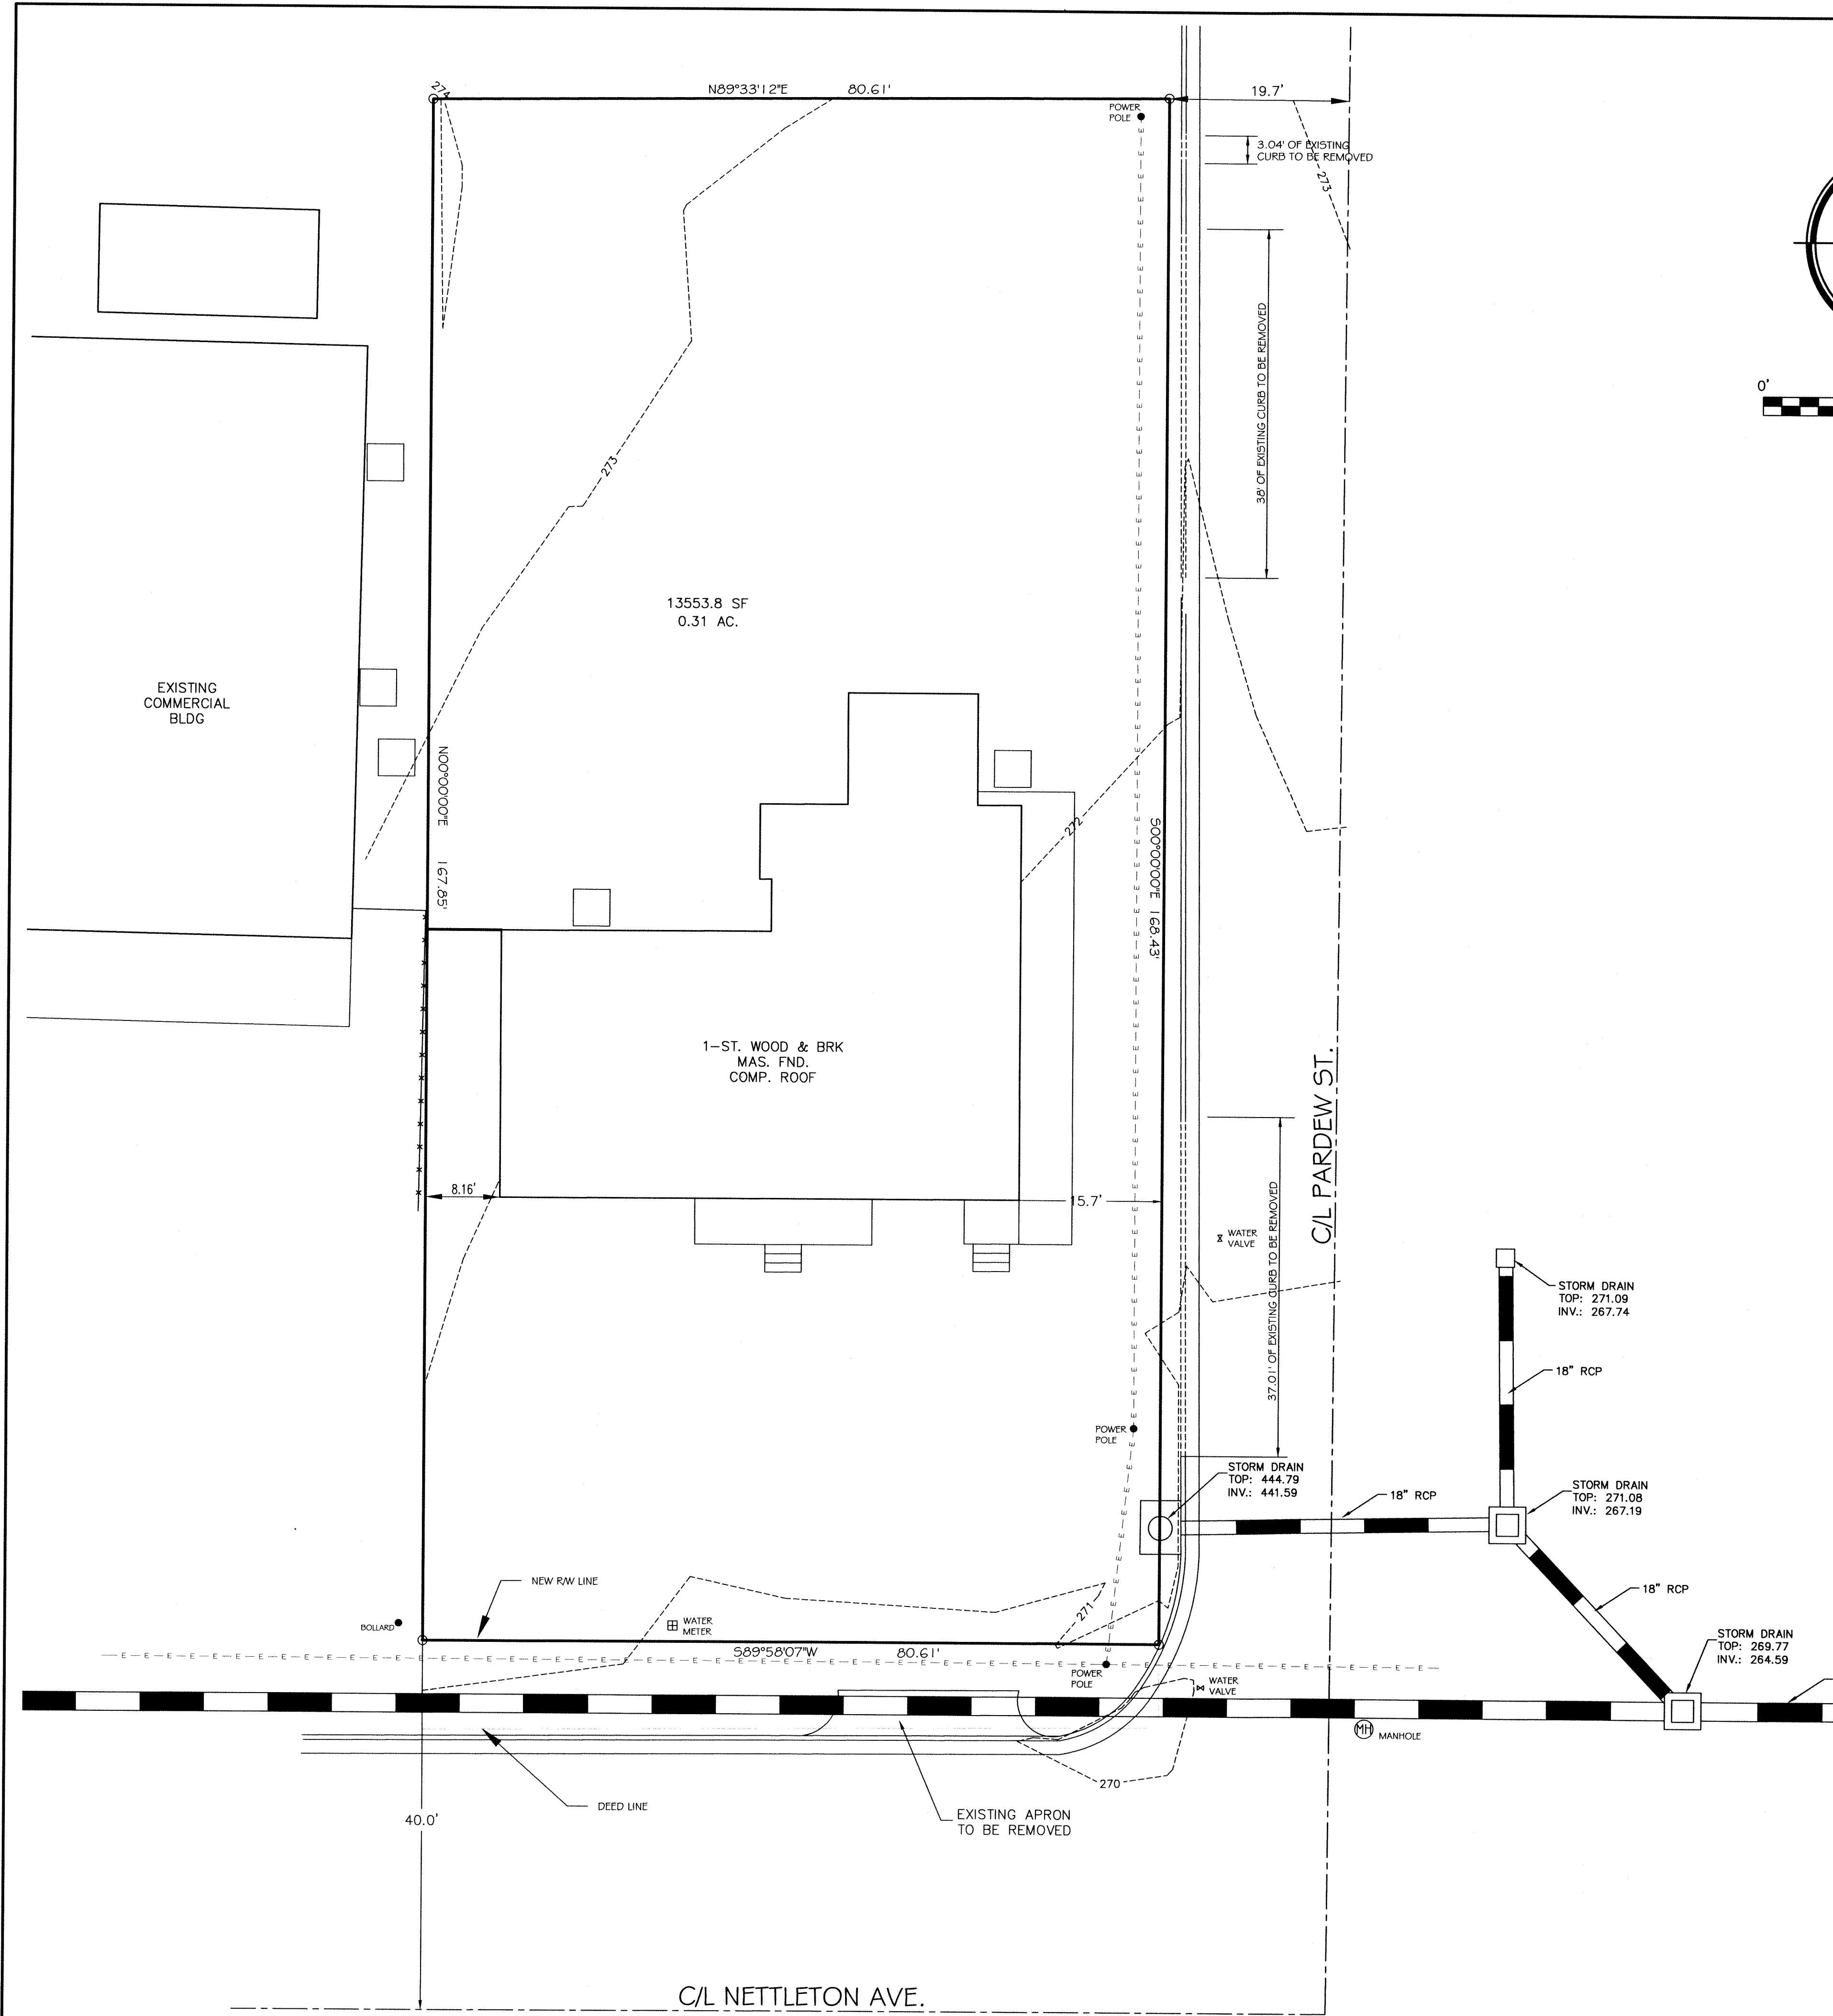 274
N89°33'12"E 80.61'
19.7'
POWER
POLE
3.04' OF EXISTING
CURB TO BE REMOVED
273
0'
38' OF EXISTING CURB TO BE REMOVED
273
13553.8 SF
0.31 AC.
EXISTING
COMMERCIAL
BLDG
N00°00'00"E 167.85'
272
S00°00'00"E 168.43'
1-ST. WOOD & BRK
MAS. FND.
COMP. ROOF
C/L PARDEW ST.
8.16'
15.7'
37.01' OF EXISTING CURB TO BE REMOVED
WATER
VALVE
STORM DRAIN
TOP: 271.09
INV.: 267.74
18" RCP
POWER
POLE
STORM DRAIN
TOP: 444.79
INV.: 441.59
18" RCP
STORM DRAIN
TOP: 271.08
INV.: 267.19
NEW R/W LINE
18" RCP
271
BOLLARD
WATER
METER
STORM DRAIN
TOP: 269.77
INV.: 264.59
S89°58'07"W 80.61'
POWER
POLE
WATER
VALVE
MH
MANHOLE
270
DEED LINE
EXISTING APRON
TO BE REMOVED
40.0'
C/L NETTLETON AVE.